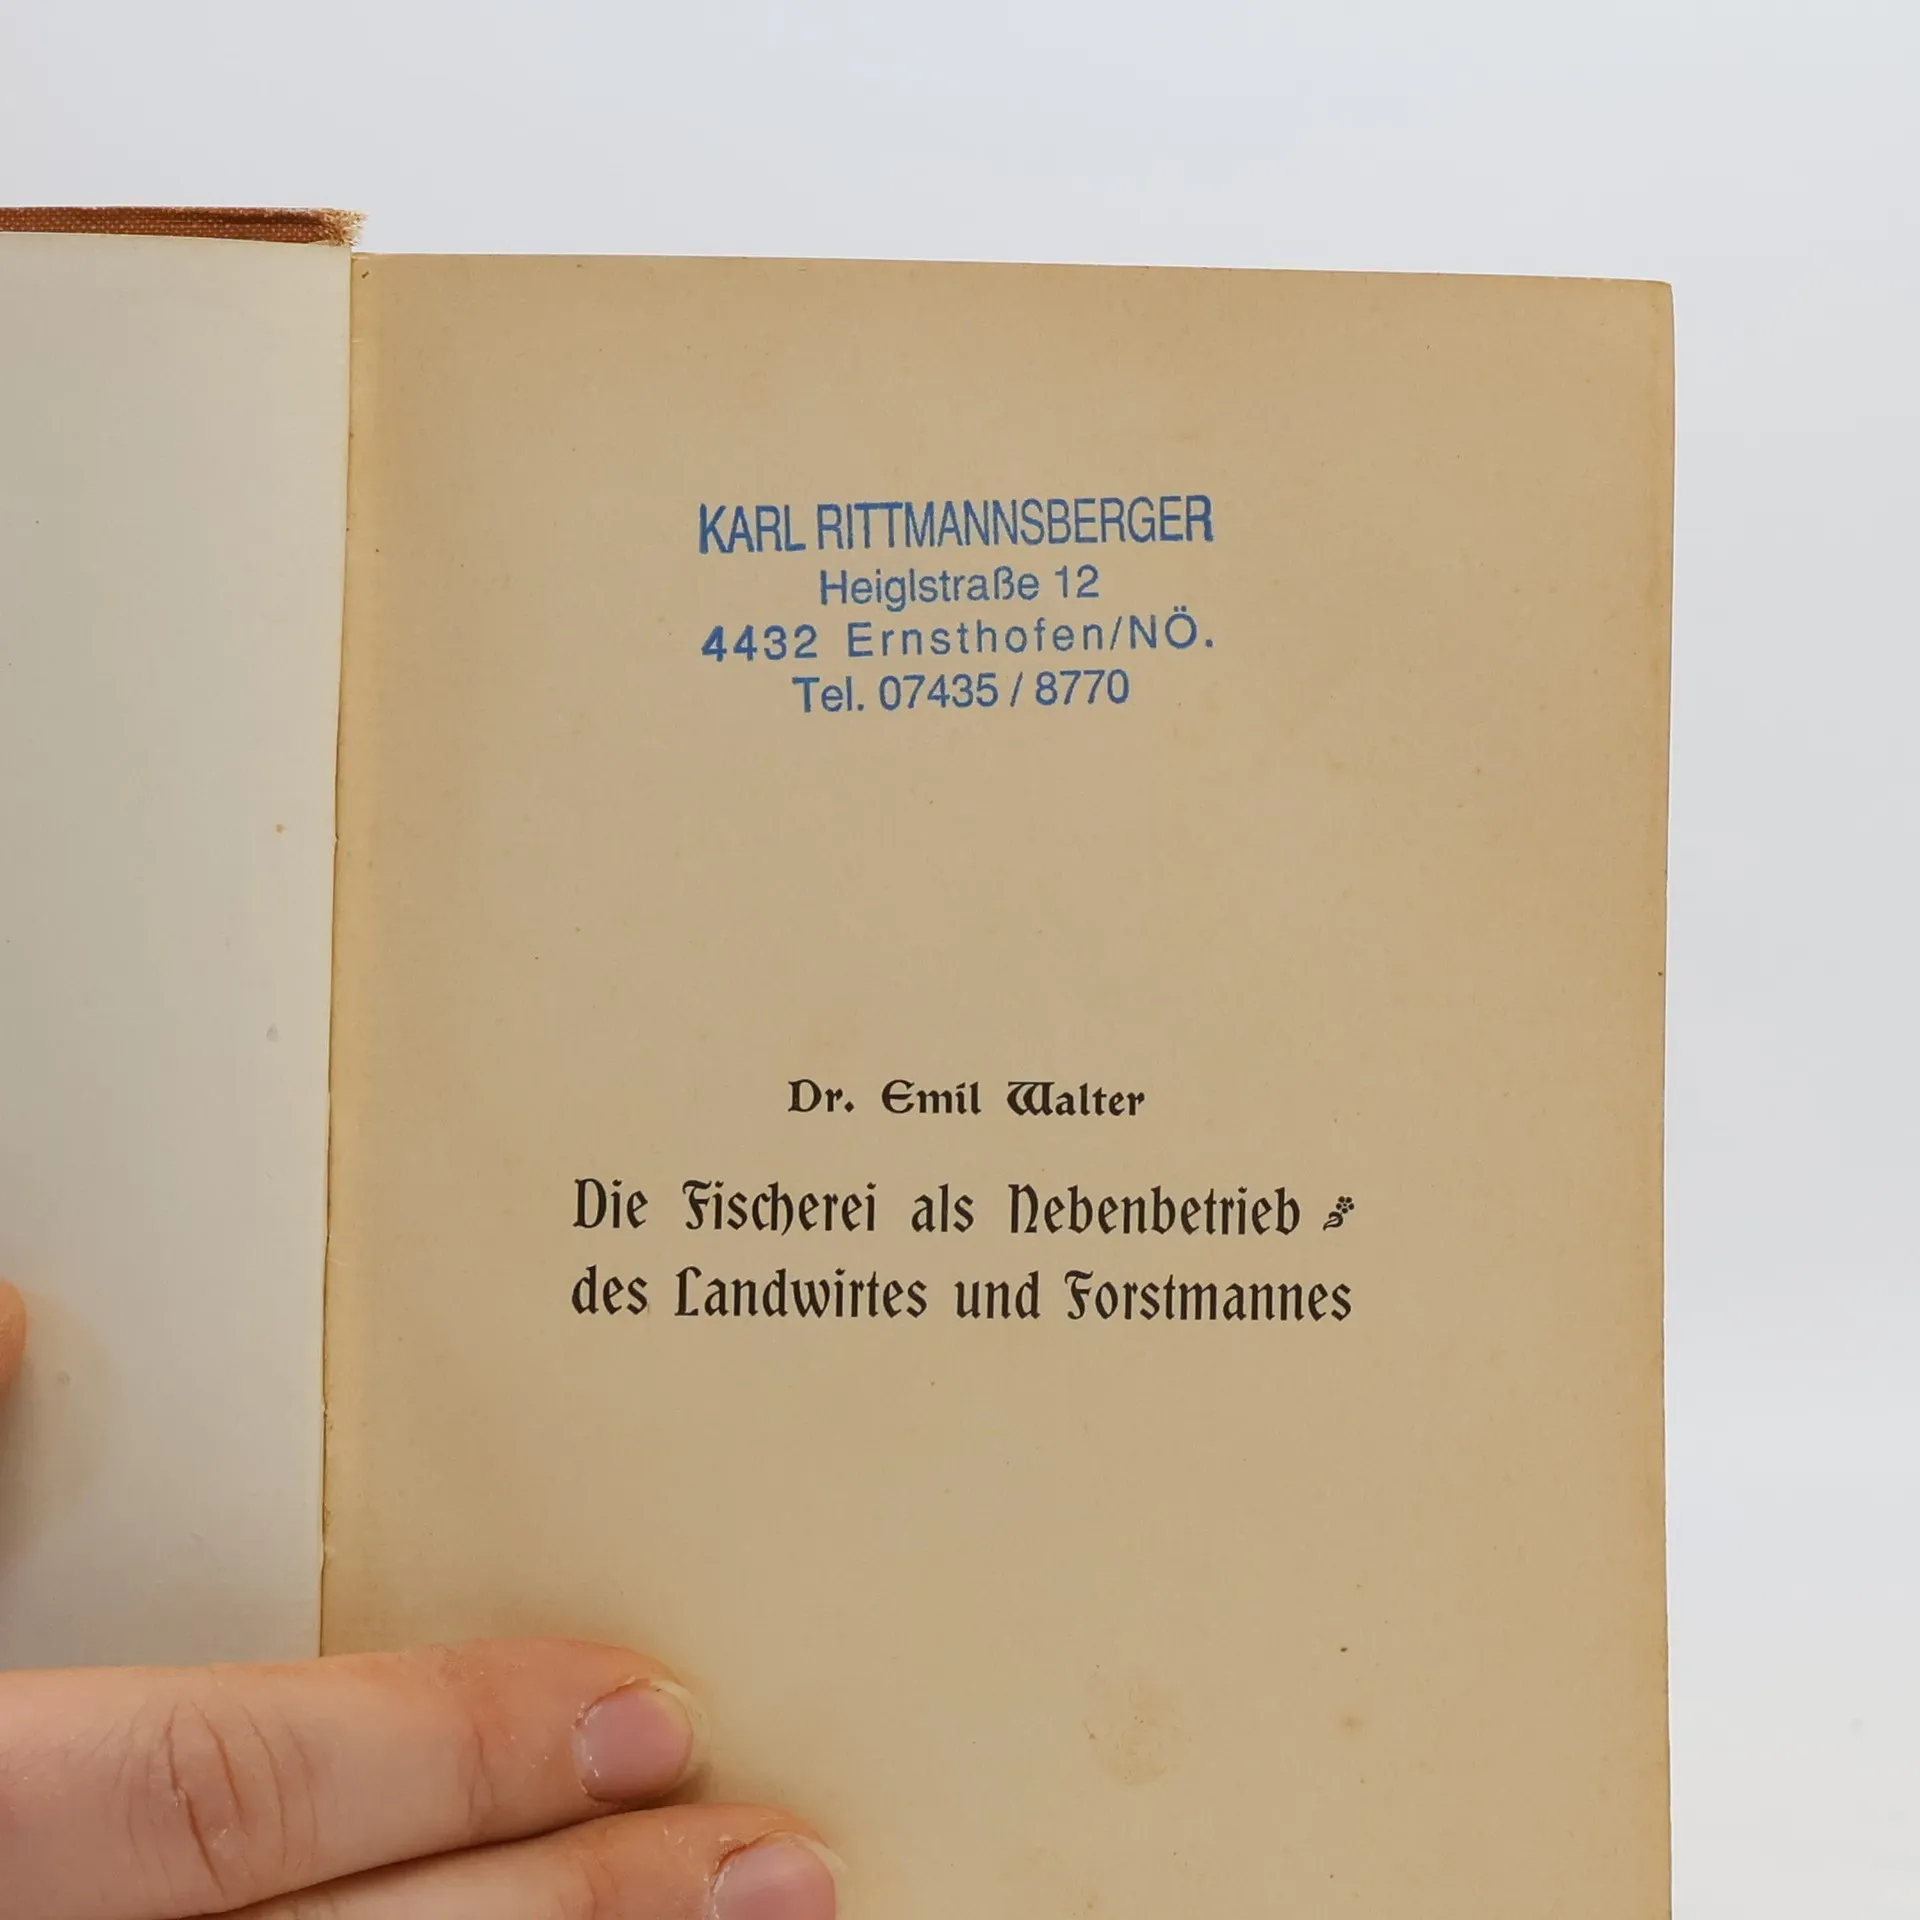 KARL RITTMANNSBERGER
Heiglstraße 12
4432 Ernsthofen/NÖ.
Tel. 07435 / 8770
Dr. Emil Walter
Die Fischerei als Nebenbetrieb
des Landwirtes und Forstmannes